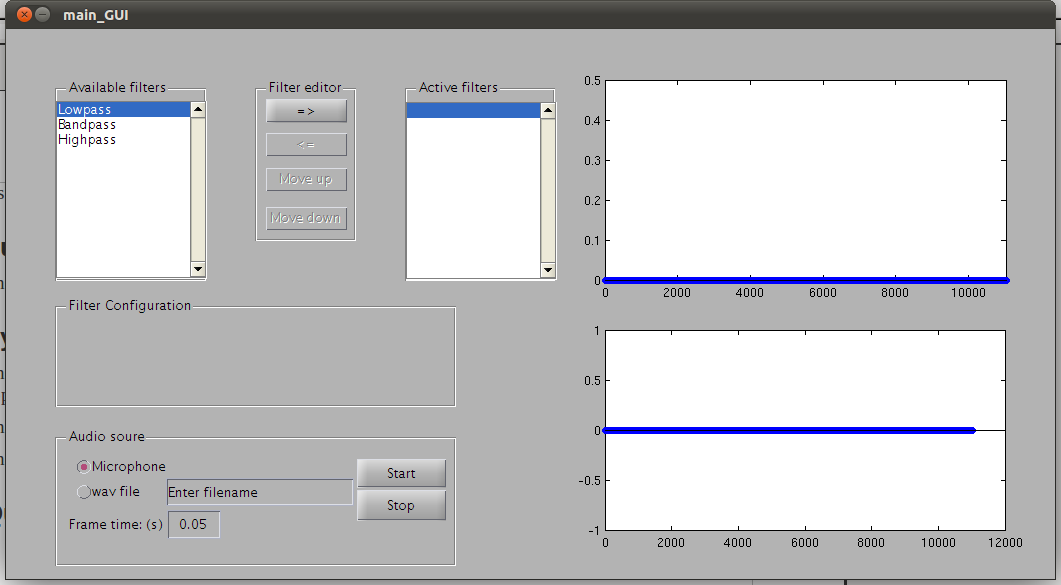 main_GUI
Available filters
Lowpass
Bandpass
Highpass
Filter editor
=>
<=
Move up
Move down
Active filters
0.5
0.4
0.3
0.2
0.1
0
0 2000 4000 6000 8000 10000
Filter Configuration
1
0.5
0
-0.5
-1
0 2000 4000 6000 8000 10000 12000
Audio soure
Microphone
wav file
Enter filename
Frame time: (s) 0.05
Start
Stop